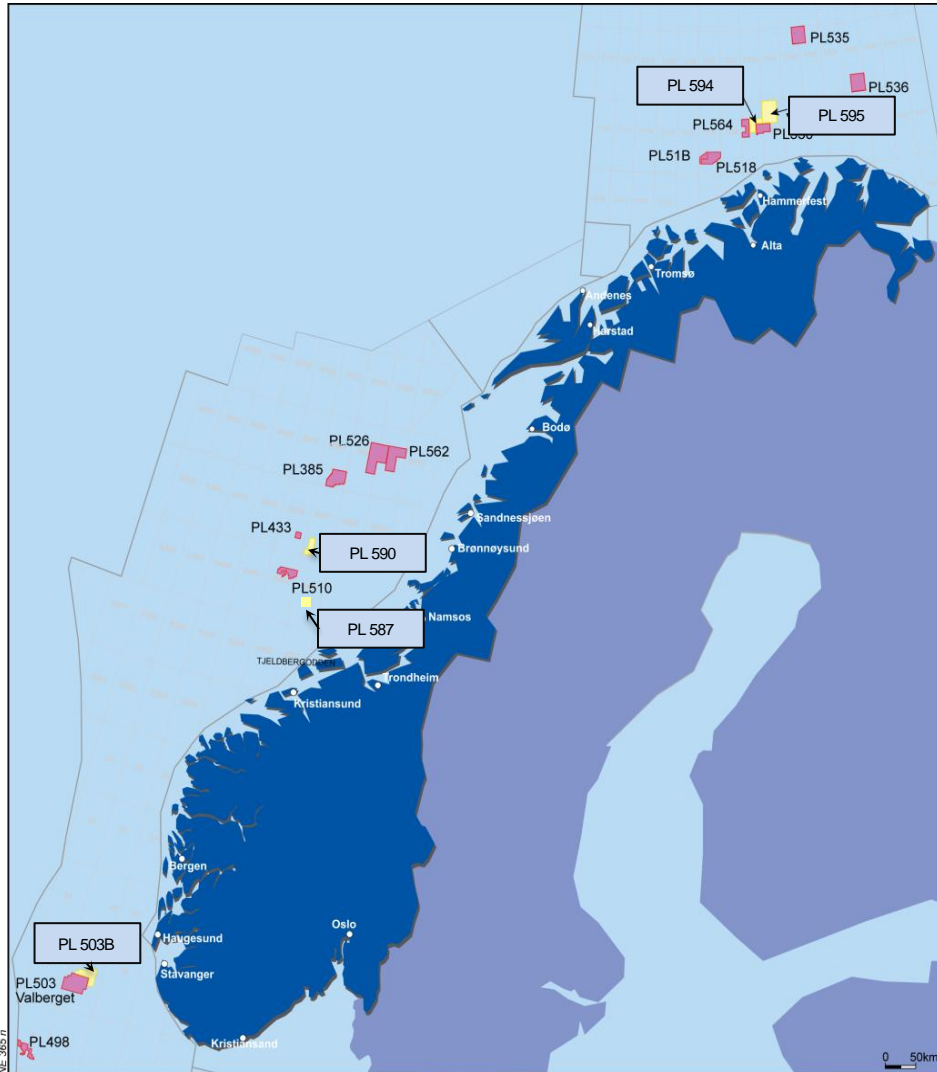 PL535
PL 594
PL536
PL 595
PL564
PL51B
PL518
Hammerfest
Alta
Tromsø
Andenes
Harstad
Bodø
PL526
PL562
PL385
Sandnessjøen
PL433
PL 590
Brønnøysund
PL510
Namsos
PL 587
TJELDBERGODDEN
Trondheim
Kristiansund
Bergen
Oslo
Haugesund
PL 503B
Stavanger
PL503
Valberget
Kristiansand
PL498
0 50km